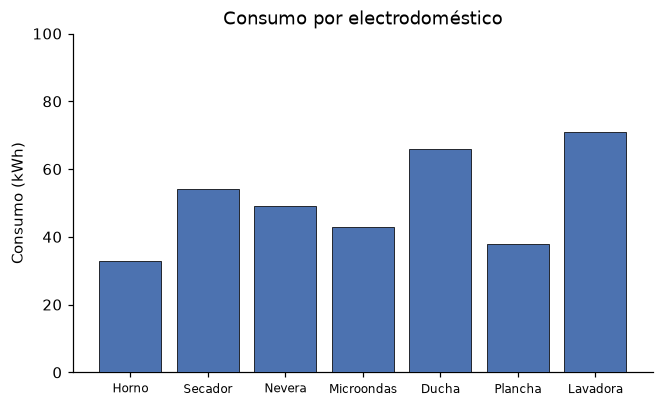 Consumo por electrodoméstico
Consumo (kWh)
100
80
60
40
20
0
Horno Secador Nevera Microondas Ducha Plancha Lavadora